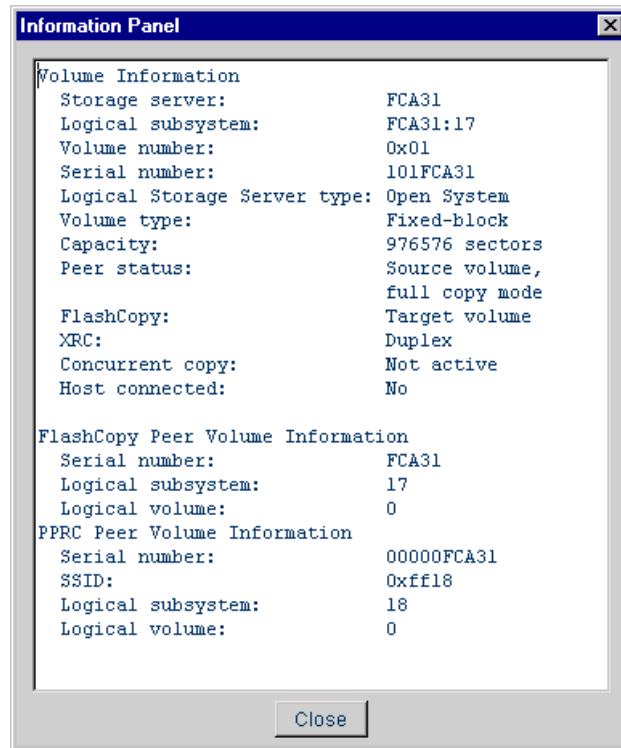 Information Panel
Volume Information
Storage server: FCA31
Logical subsystem: FCA31:17
Volume number: 0x01
Serial number: 101FCA31
Logical Storage Server type: Open System
Volume type: Fixed-block
Capacity: 976576 sectors
Peer status: Source volume,
full copy mode
FlashCopy: Target volume
XRC: Duplex
Concurrent copy: Not active
Host connected: No
FlashCopy Peer Volume Information
Serial number: FCA31
Logical subsystem: 17
Logical volume: 0
PPRC Peer Volume Information
Serial number: 00000FCA31
SSID: 0xff18
Logical subsystem: 18
Logical volume: 0
Close